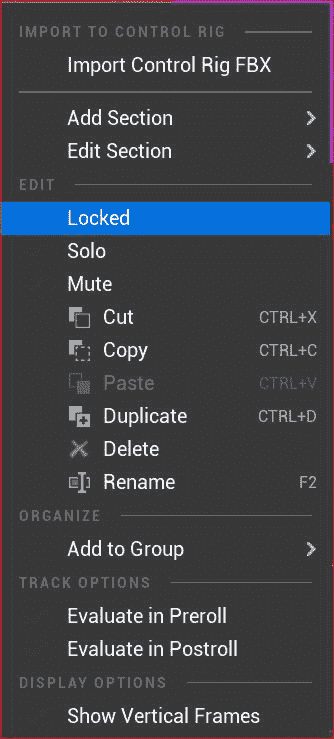 IMPORT TO CONTROL RIG
Import Control Rig FBX
Add Section
Edit Section
EDIT
Locked
Solo
Mute
Cut CTRL+X
Copy CTRL+C
Paste CTRL+V
Duplicate CTRL+D
Delete
Rename F2
ORGANIZE
Add to Group
TRACK OPTIONS
Evaluate in Preroll
Evaluate in Postroll
DISPLAY OPTIONS
Show Vertical Frames